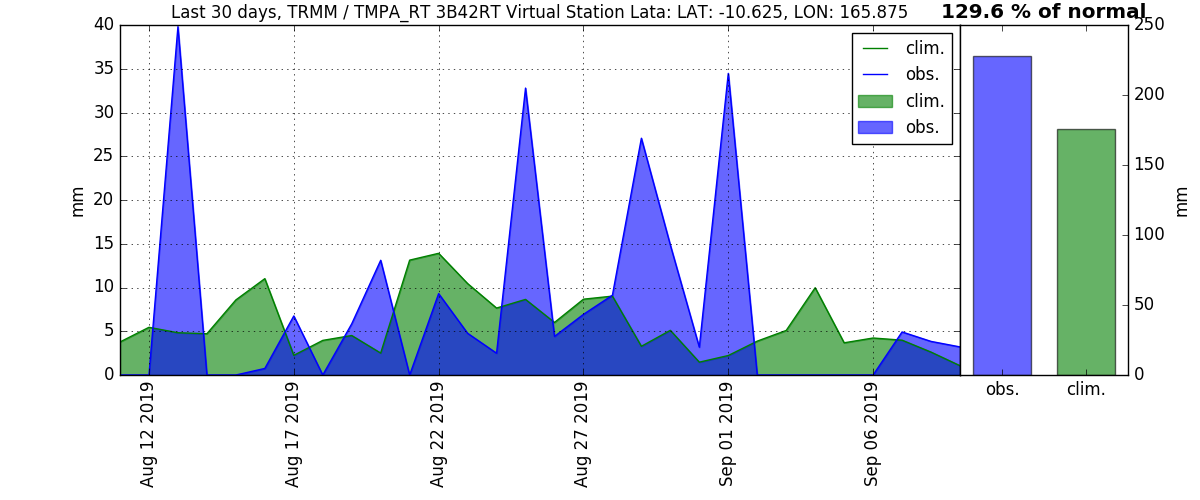 Last 30 days, TRMM / TMPA_RT 3B42RT Virtual Station Lata: LAT: -10.625, LON: 165.875
129.6 % of normal
40
35
30
25
20
15
10
5
0
mm
clim.
obs.
clim.
obs.
Aug 12 2019
Aug 17 2019
Aug 22 2019
Aug 27 2019
Sep 01 2019
Sep 06 2019
250
200
150
100
50
0
mm
obs.
clim.